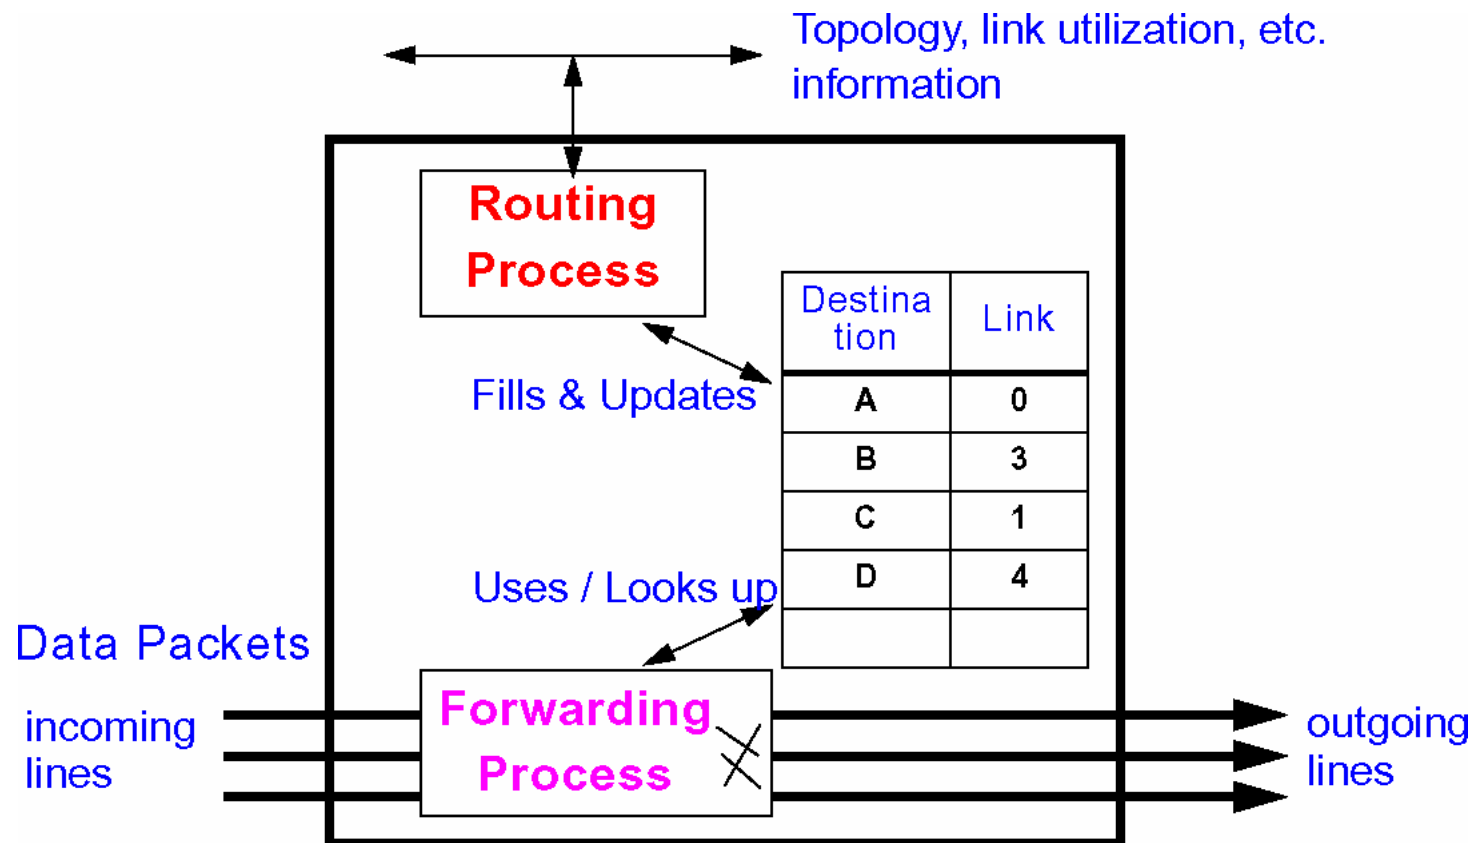 Topology, link utilization, etc.
information
Routing
Process
Destina
tion
Link
Fills & Updates
A 0
B 3
C 1
D 4
Uses / Looks up
Data Packets
incoming
lines
Forwarding
Process
outgoing
lines